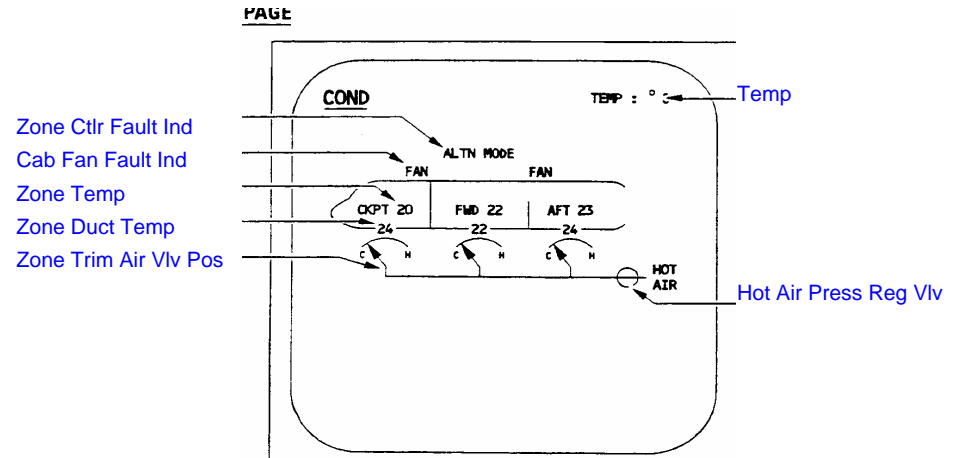 PAGE
COND
TEMP : °C
Temp
Zone Ctlr Fault Ind
Cab Fan Fault Ind
Zone Temp
Zone Duct Temp
Zone Trim Air Vlv Pos
ALTN MODE
FAN FAN
CKPT 20 FWD 22 AFT 23
24 22 24
C H C H C H
HOT
AIR
Hot Air Press Reg Vlv